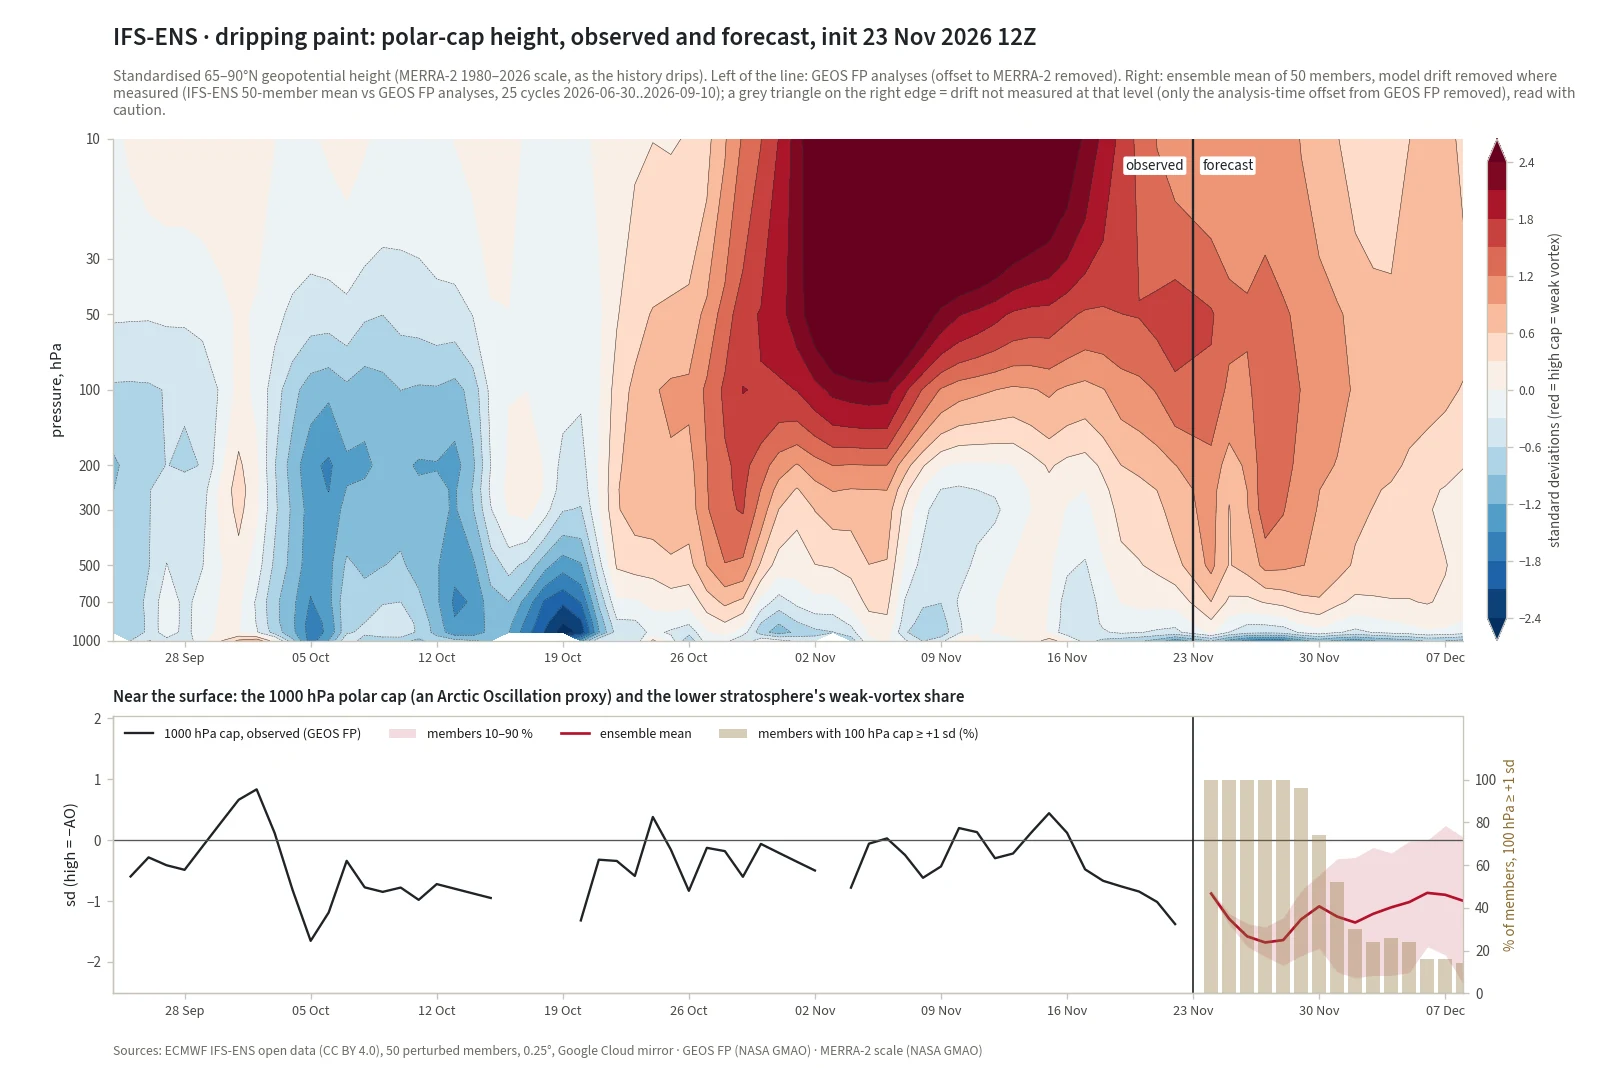 IFS-ENS · dripping paint: polar-cap height, observed and forecast, init 23 Nov 2026 12Z
Standardised 65–90°N geopotential height (MERRA-2 1980–2026 scale, as the history drips). Left of the line: GEOS FP analyses (offset to MERRA-2 removed). Right: ensemble mean of 50 members, model drift removed where
measured (IFS-ENS 50-member mean vs GEOS FP analyses, 25 cycles 2026-06-30..2026-09-10); a grey triangle on the right edge = drift not measured at that level (only the analysis-time offset from GEOS FP removed), read with
caution.
pressure, hPa
10
30
50
100
200
300
500
700
1000
observed
forecast
28 Sep
05 Oct
12 Oct
19 Oct
26 Oct
02 Nov
09 Nov
16 Nov
23 Nov
30 Nov
07 Dec
2.4
1.8
1.2
0.6
0.0
−0.6
−1.2
−1.8
−2.4
standard deviations (red = high cap = weak vortex)
Near the surface: the 1000 hPa polar cap (an Arctic Oscillation proxy) and the lower stratosphere's weak-vortex share
sd (high = −AO)
2
1
0
−1
−2
1000 hPa cap, observed (GEOS FP)
members 10–90 %
ensemble mean
members with 100 hPa cap ≥ +1 sd (%)
100
80
60
40
20
0
% of members, 100 hPa ≥ +1 sd
28 Sep
05 Oct
12 Oct
19 Oct
26 Oct
02 Nov
09 Nov
16 Nov
23 Nov
30 Nov
07 Dec
Sources: ECMWF IFS-ENS open data (CC BY 4.0), 50 perturbed members, 0.25°, Google Cloud mirror · GEOS FP (NASA GMAO) · MERRA-2 scale (NASA GMAO)